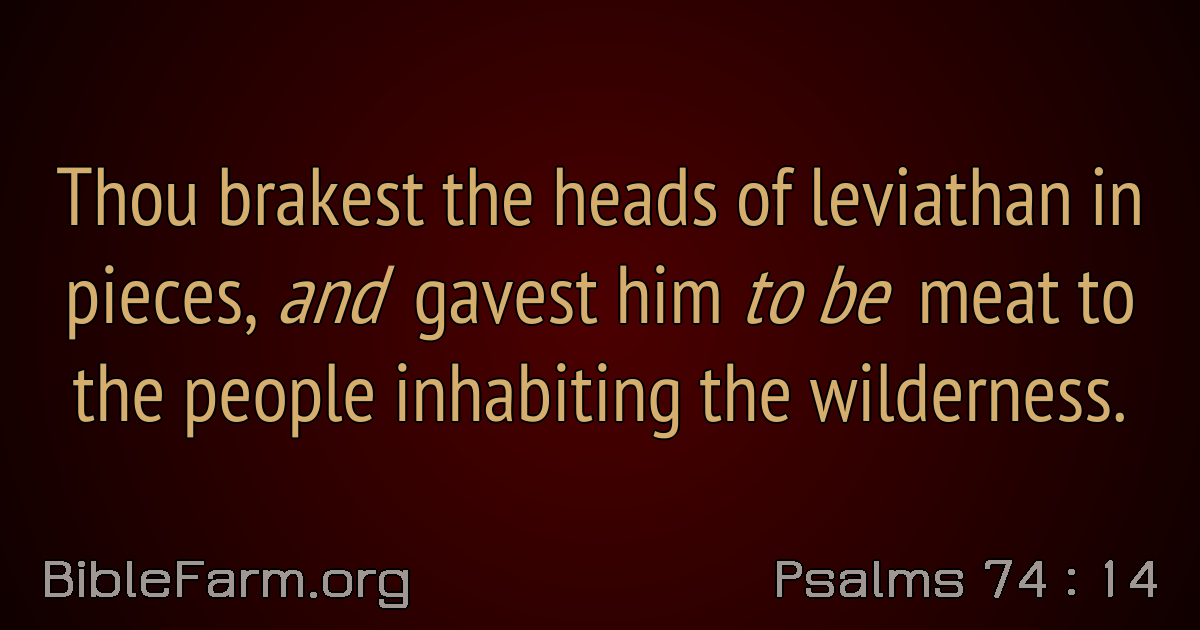 Thou brakest the heads of leviathan in
pieces, and gavest him to be meat to
the people inhabiting the wilderness.
BibleFarm.org
Psalms 74 : 14